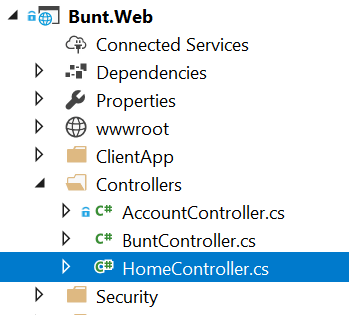 Bunt.Web
Connected Services
Dependencies
Properties
wwwroot
ClientApp
Controllers
C# AccountController.cs
C# BuntController.cs
C# HomeController.cs
Security